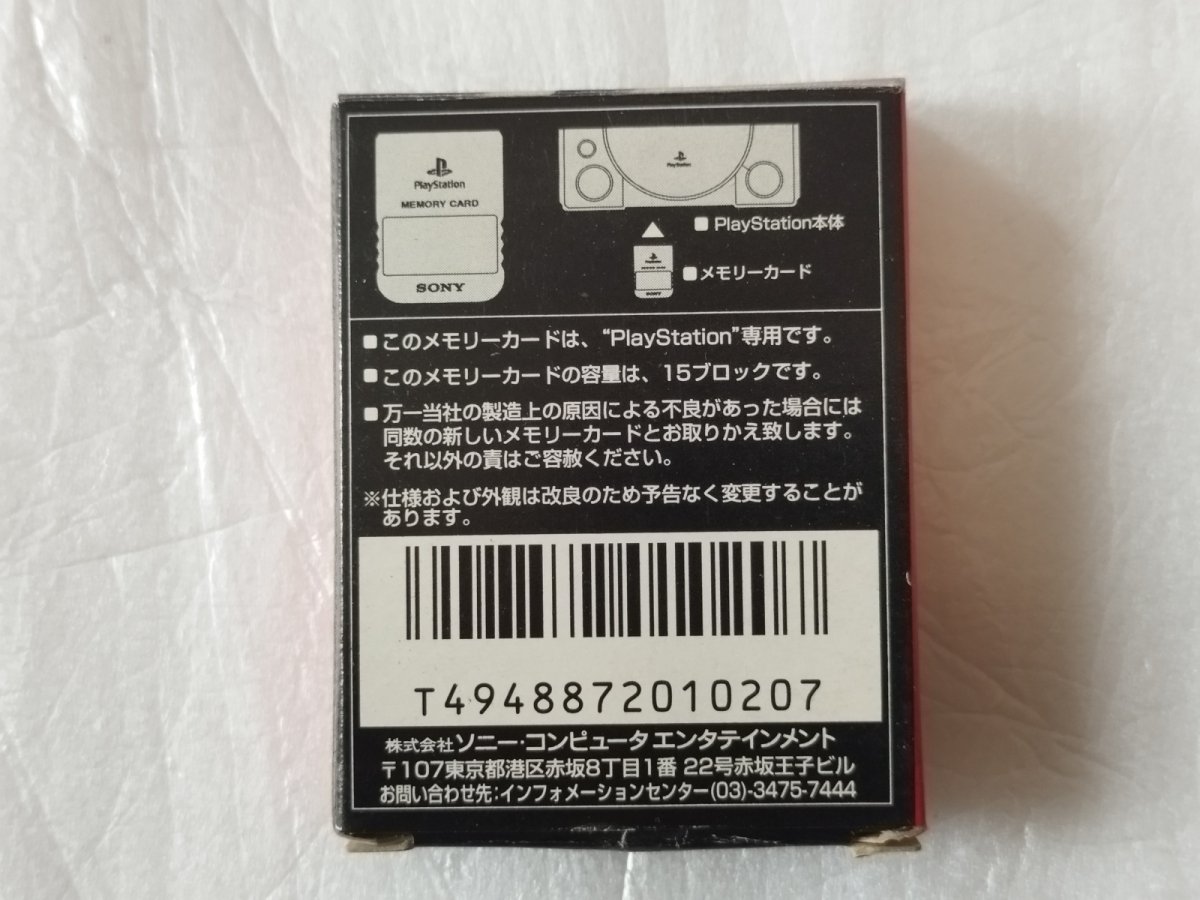 PlayStation
MEMORY CARD
SONY
PlayStation
■ PlayStation本体
■ メモリーカード
■ このメモリーカードは、“PlayStation”専用です。
■ このメモリーカードの容量は、15ブロックです。
■ 万一当社の製造上の原因による不良があった場合には
同数の新しいメモリーカードとお取りかえ致します。
それ以外の責はご容赦ください。
※仕様および外観は改良のため予告なく変更することが
あります。
T4948872010207
株式会社 ソニー・コンピュータ エンタテインメント
〒107東京都港区赤坂8丁目1番 22号赤坂王子ビル
お問い合わせ先：インフォメーションセンター(03)-3475-7444